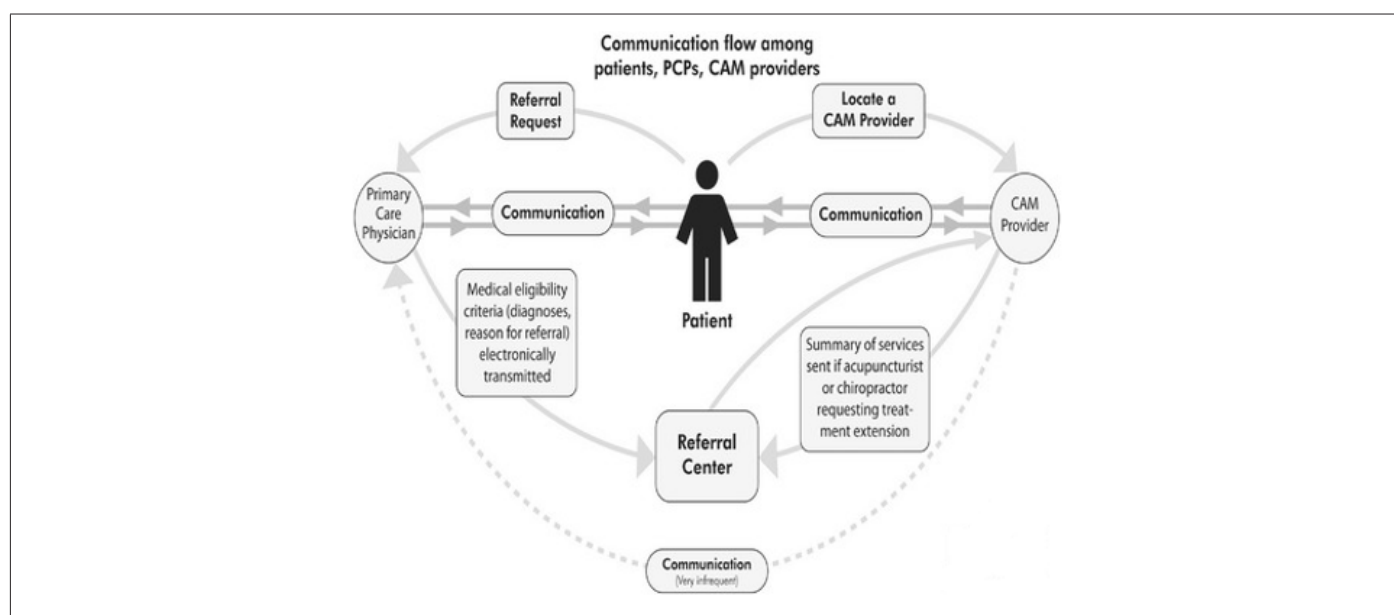 Communication flow among
patients, PCPs, CAM providers
Referral
Request
Locate a
CAM Provider
Primary
Care
Physician
Communication
Communication
CAM
Provider
Patient
Medical eligibility
criteria (diagnoses,
reason for referral)
electronically
transmitted
Summary of services
sent if acupuncturist
or chiropractor
requesting treat-
ment extension
Referral
Center
Communication
(Very infrequent)